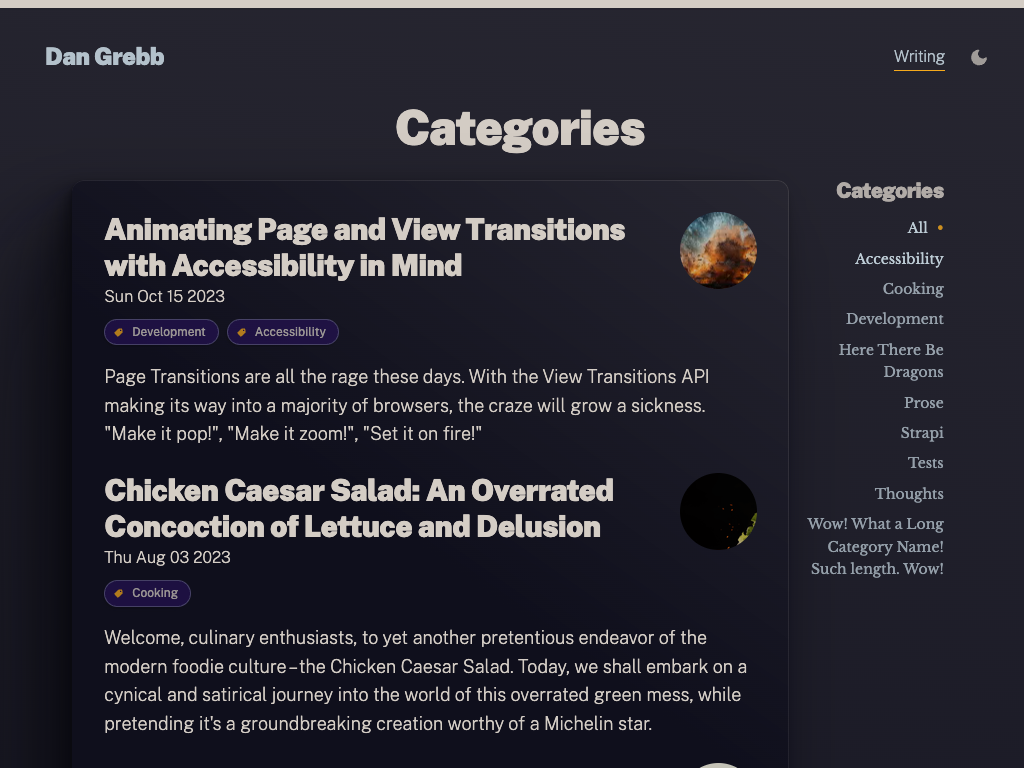 Dan Grebb
Writing
Categories
Animating Page and View Transitions
with Accessibility in Mind
Sun Oct 15 2023
Development
Accessibility
Page Transitions are all the rage these days. With the View Transitions API
making its way into a majority of browsers, the craze will grow a sickness.
"Make it pop!", "Make it zoom!", "Set it on fire!"
Chicken Caesar Salad: An Overrated
Concoction of Lettuce and Delusion
Thu Aug 03 2023
Cooking
Welcome, culinary enthusiasts, to yet another pretentious endeavor of the
modern foodie culture–the Chicken Caesar Salad. Today, we shall embark on a
cynical and satirical journey into the world of this overrated green mess, while
pretending it's a groundbreaking creation worthy of a Michelin star.
Categories
All •
Accessibility
Cooking
Development
Here There Be
Dragons
Prose
Strapi
Tests
Thoughts
Wow! What a Long
Category Name!
Such length. Wow!